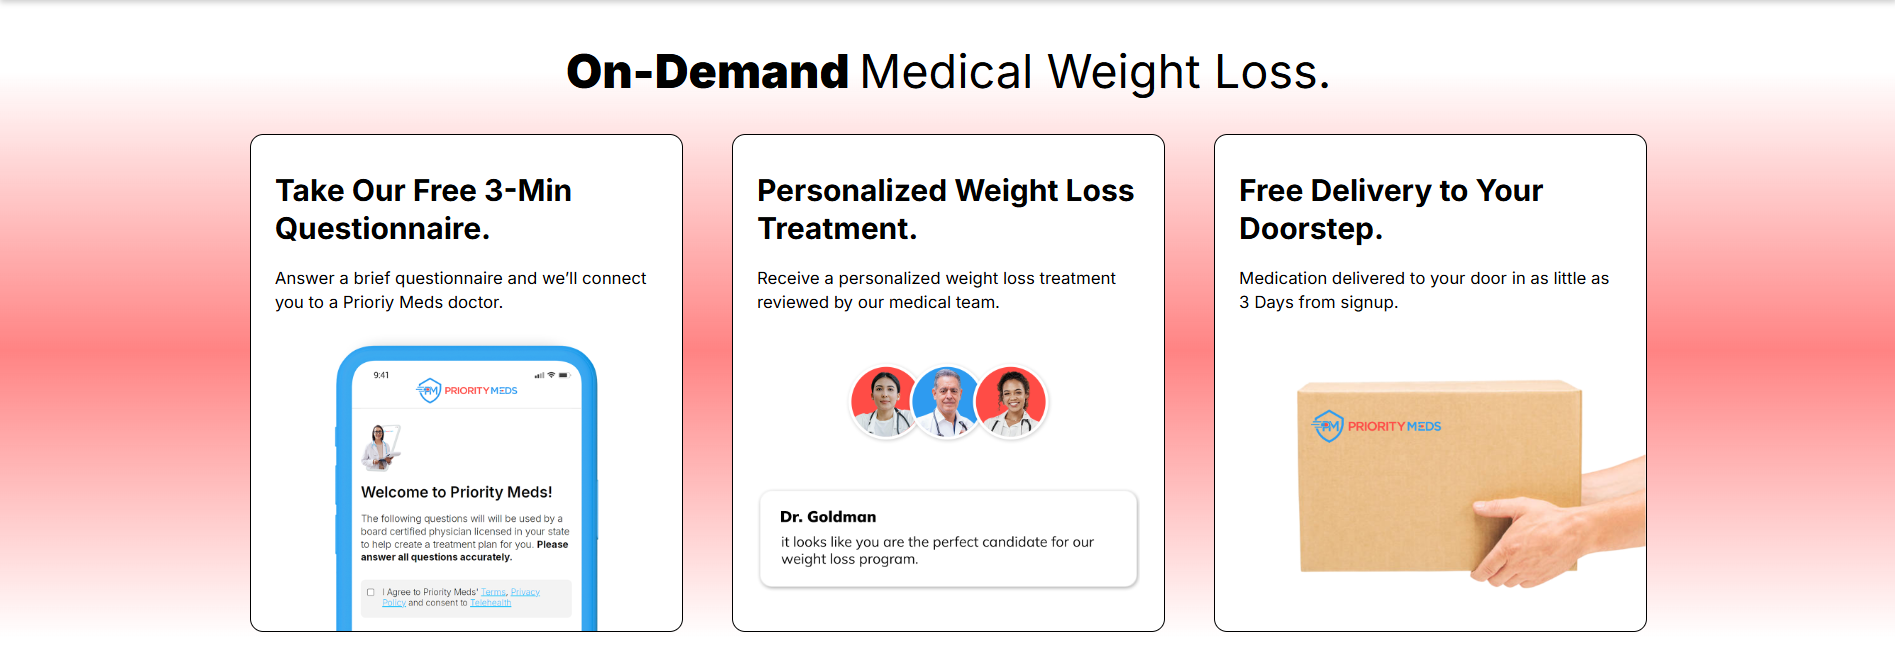 On-Demand Medical Weight Loss.
Take Our Free 3-Min
Questionnaire.
Answer a brief questionnaire and we’ll connect
you to a Prioriy Meds doctor.
9:41
PM PRIORITY MEDS
Welcome to Priority Meds!
The following questions will will be used by a
board certified physician licensed in your state
to help create a treatment plan for you. Please
answer all questions accurately.
I Agree to Priority Meds' Terms, Privacy
Policy and consent to Telehealth
Personalized Weight Loss
Treatment.
Receive a personalized weight loss treatment
reviewed by our medical team.
Dr. Goldman
it looks like you are the perfect candidate for our
weight loss program.
Free Delivery to Your
Doorstep.
Medication delivered to your door in as little as
3 Days from signup.
PM PRIORITY MEDS